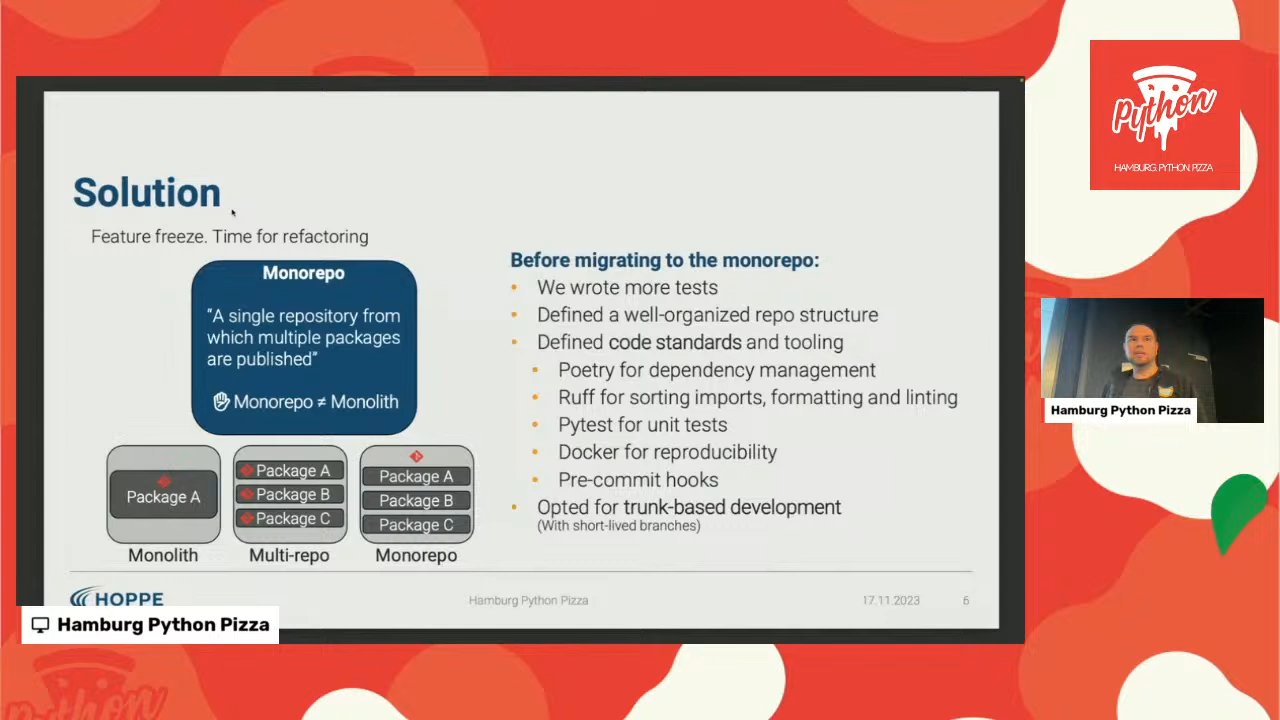 Python
HAMBURG PYTHON PIZZA
Solution
Feature freeze. Time for refactoring
Monorepo
"A single repository from
which multiple packages
are published"
Monorepo ≠ Monolith
Package A
Monolith
Package A
Package B
Package C
Multi-repo
Package A
Package B
Package C
Monorepo
Before migrating to the monorepo:
• We wrote more tests
• Defined a well-organized repo structure
• Defined code standards and tooling
• Poetry for dependency management
• Ruff for sorting imports, formatting and linting
• Pytest for unit tests
• Docker for reproducibility
• Pre-commit hooks
• Opted for trunk-based development
(With short-lived branches)
HOPPE
Hamburg Python Pizza
17.11.2023
6
Hamburg Python Pizza
Hamburg Python Pizza
Python